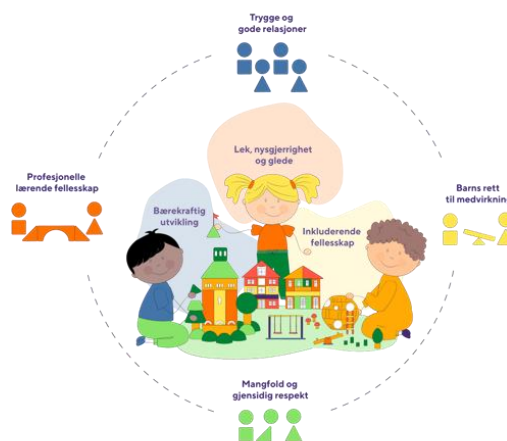 Trygge og
gode relasjoner
Lek, nysgjerrighet
og glede
Profesjonelle
lærende fellesskap
Bærekraftig
utvikling
Inkluderende
fellesskap
Barns rett
til medvirkning
Mangfold og
gjensidig respekt